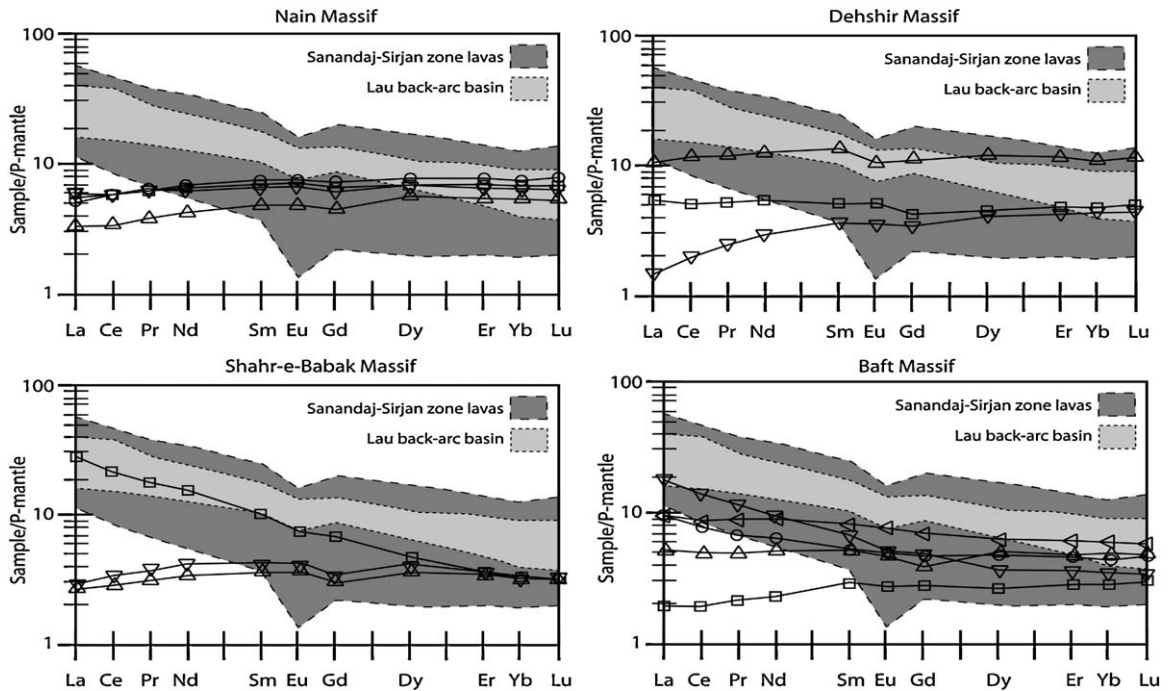 Nain Massif
100
10
1
Sample/P-mantle
Sanandaj-Sirjan zone lavas
Lau back-arc basin
La Ce Pr Nd Sm Eu Gd Dy Er Yb Lu
Dehshir Massif
100
10
1
Sample/P-mantle
Sanandaj-Sirjan zone lavas
Lau back-arc basin
La Ce Pr Nd Sm Eu Gd Dy Er Yb Lu
Shahr-e-Babak Massif
100
10
1
Sample/P-mantle
Sanandaj-Sirjan zone lavas
Lau back-arc basin
La Ce Pr Nd Sm Eu Gd Dy Er Yb Lu
Baft Massif
100
10
1
Sample/P-mantle
Sanandaj-Sirjan zone lavas
Lau back-arc basin
La Ce Pr Nd Sm Eu Gd Dy Er Yb Lu